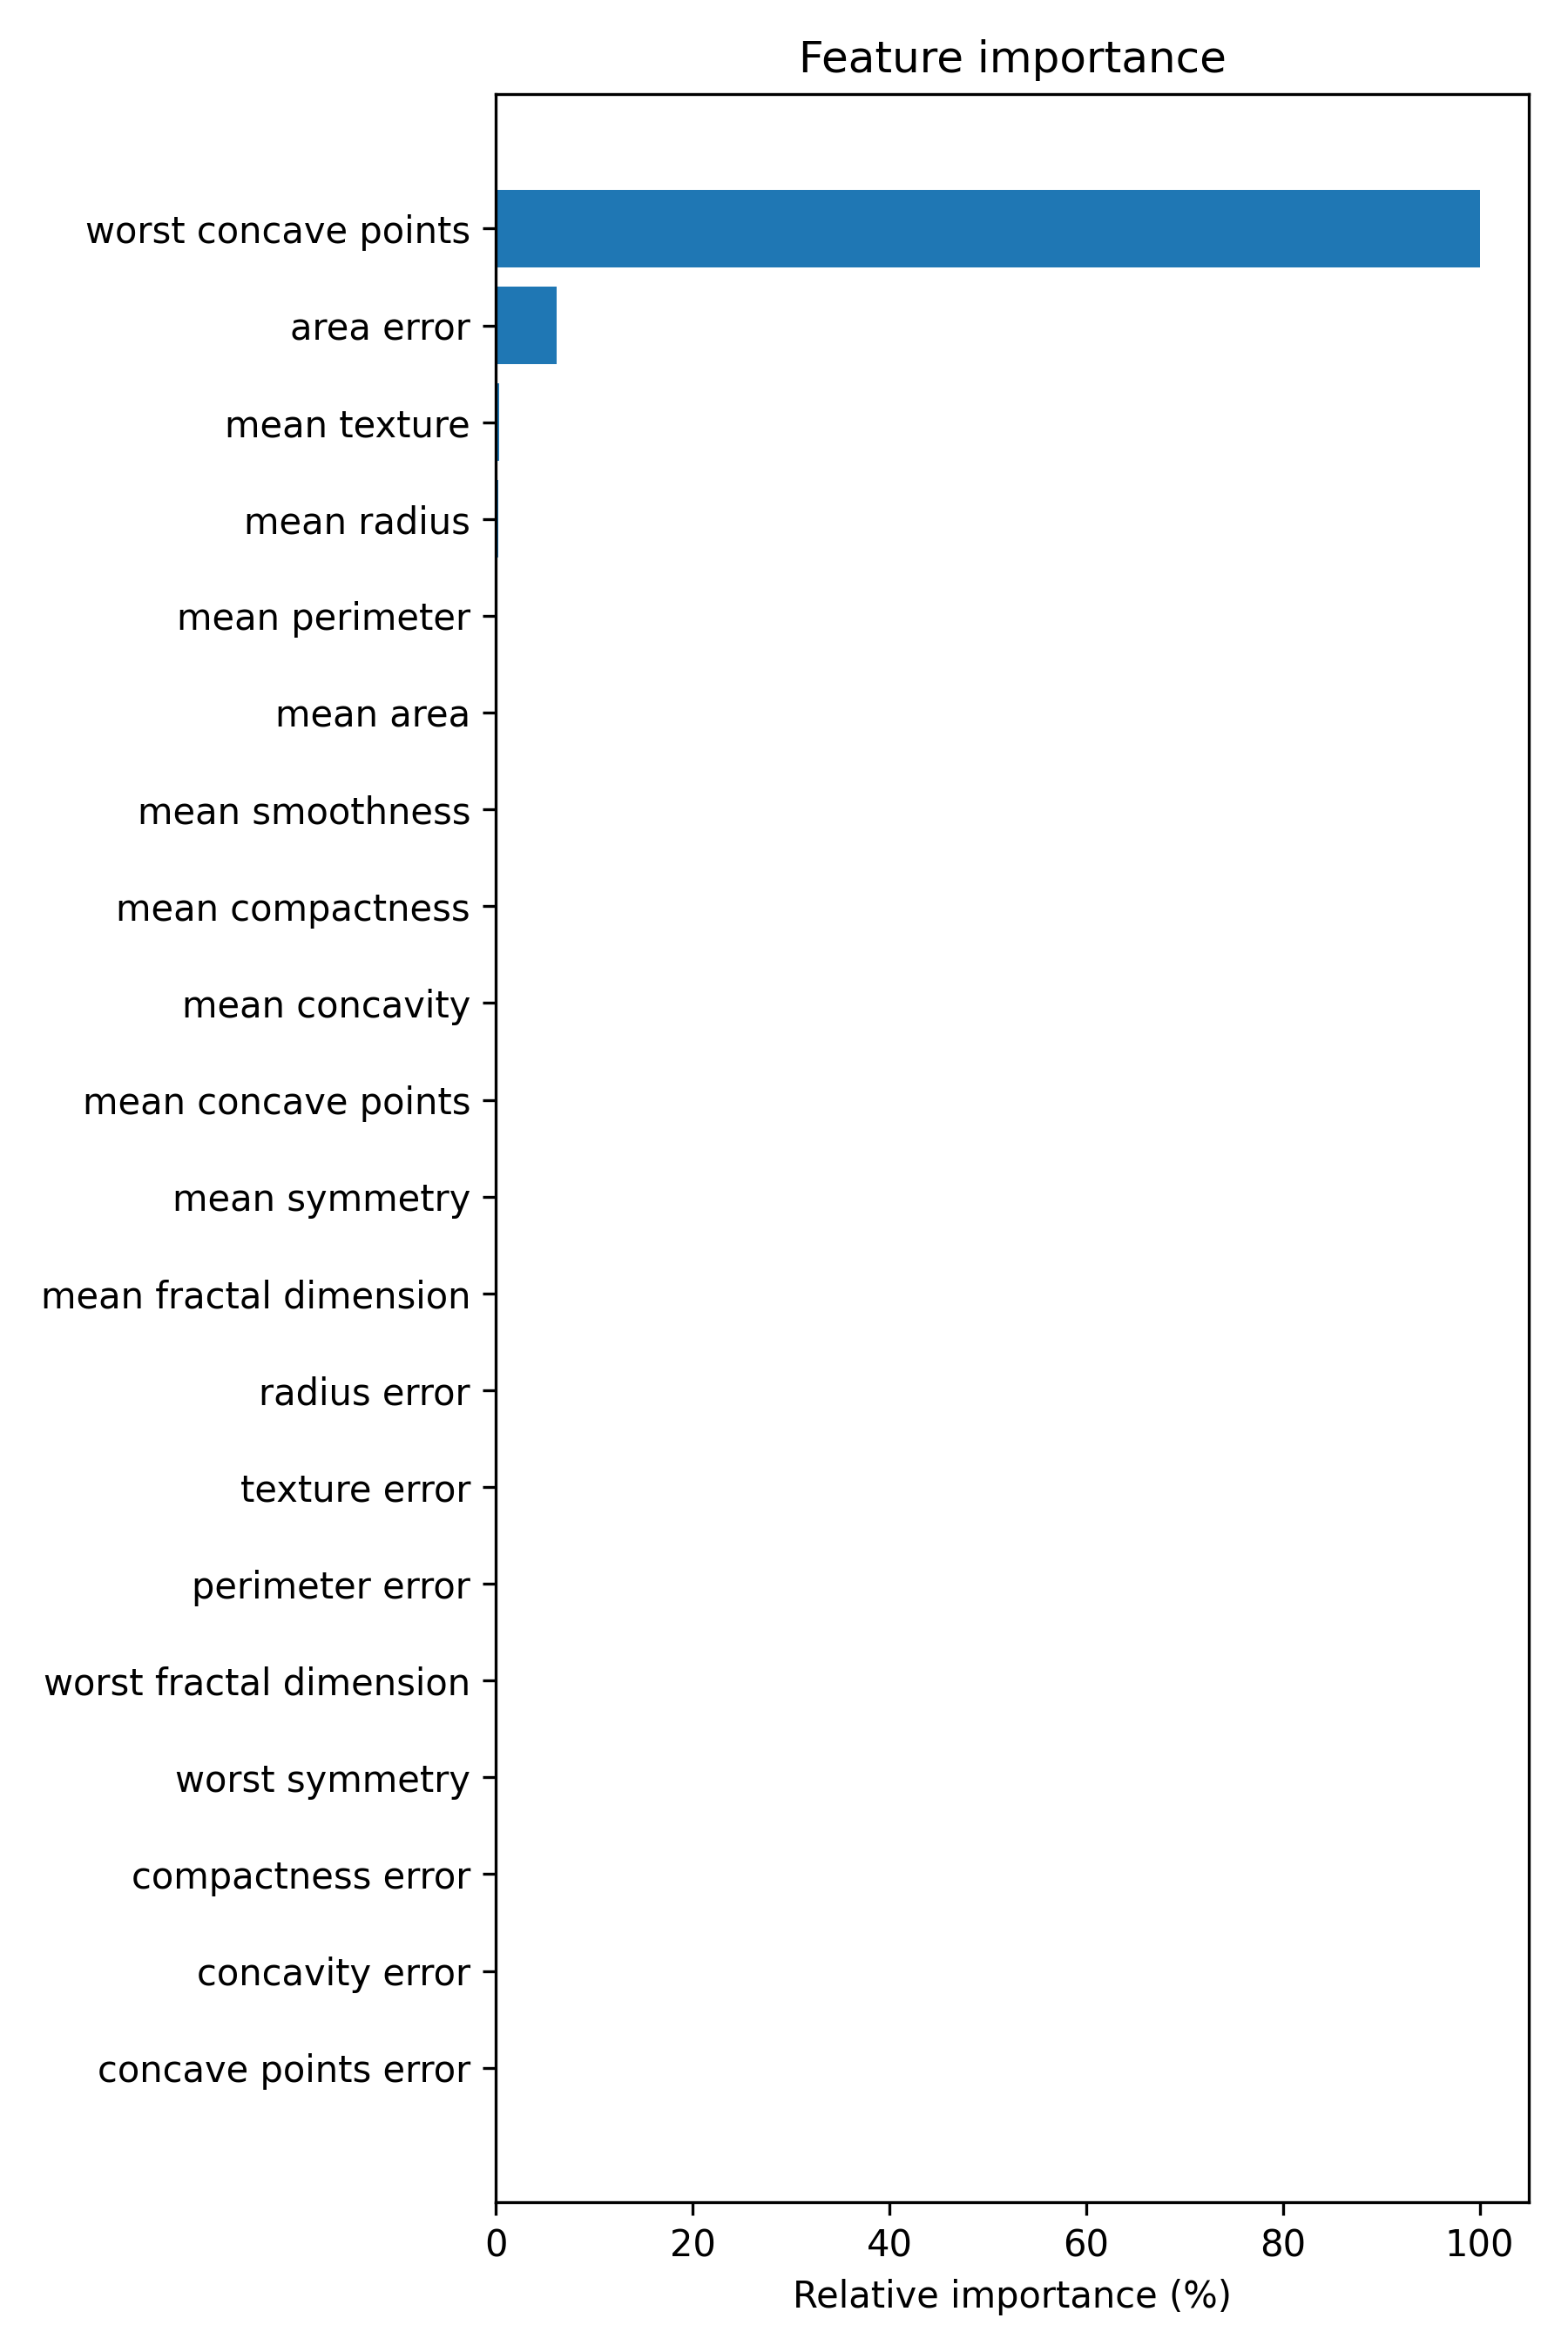 Feature importance
worst concave points
area error
mean texture
mean radius
mean perimeter
mean area
mean smoothness
mean compactness
mean concavity
mean concave points
mean symmetry
mean fractal dimension
radius error
texture error
perimeter error
worst fractal dimension
worst symmetry
compactness error
concavity error
concave points error
0 20 40 60 80 100
Relative importance (%)